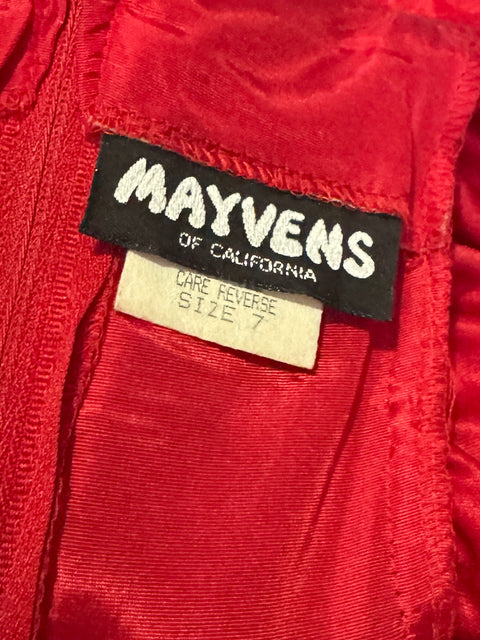 MAYVENS
OF CALIFORNIA
CARE REVERSE
SIZE 7